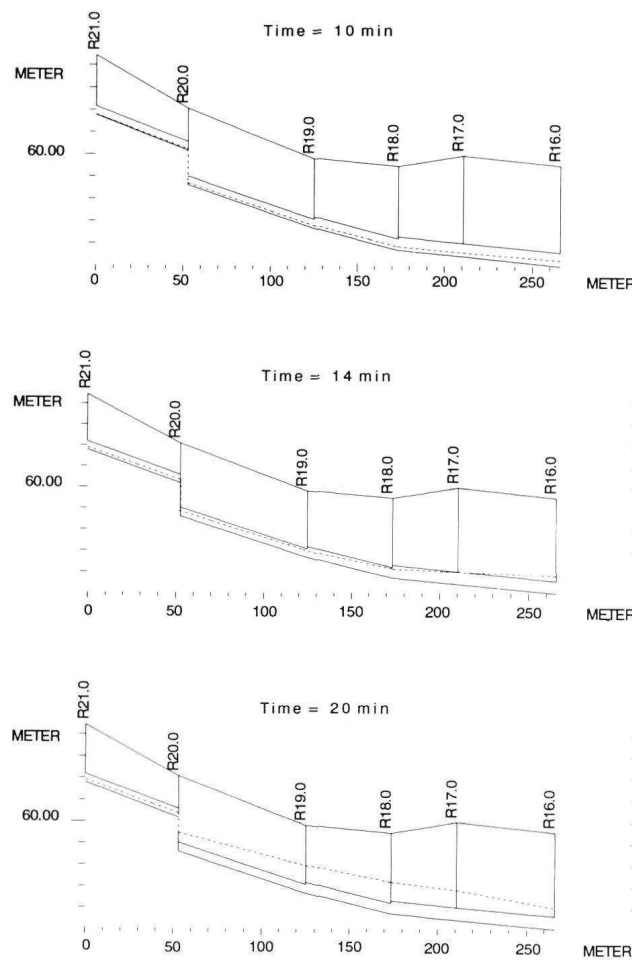 Time = 10 min
METER
R21.0
R20.0
R19.0
R18.0
R17.0
R16.0
60.00
0 50 100 150 200 250 METER
Time = 14 min
METER
R21.0
R20.0
R19.0
R18.0
R17.0
R16.0
60.00
0 50 100 150 200 250 METER
Time = 20 min
METER
R21.0
R20.0
R19.0
R18.0
R17.0
R16.0
60.00
0 50 100 150 200 250 METER